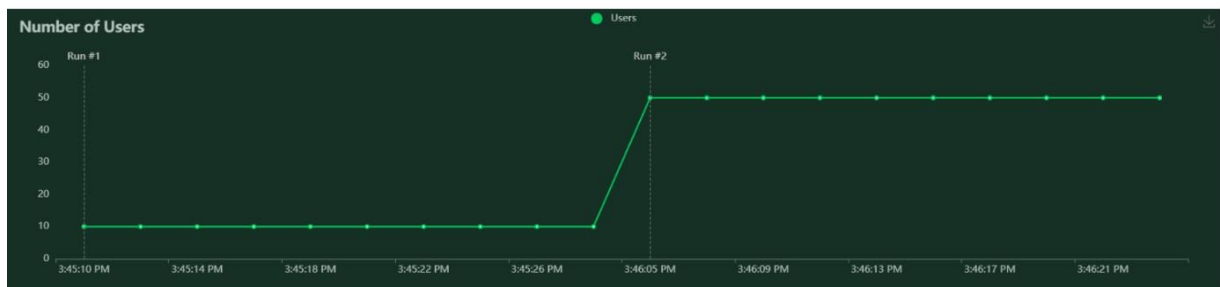 Number of Users
Users
Run #1
Run #2
60
50
40
30
20
10
0
3:45:10 PM
3:45:14 PM
3:45:18 PM
3:45:22 PM
3:45:26 PM
3:46:05 PM
3:46:09 PM
3:46:13 PM
3:46:17 PM
3:46:21 PM